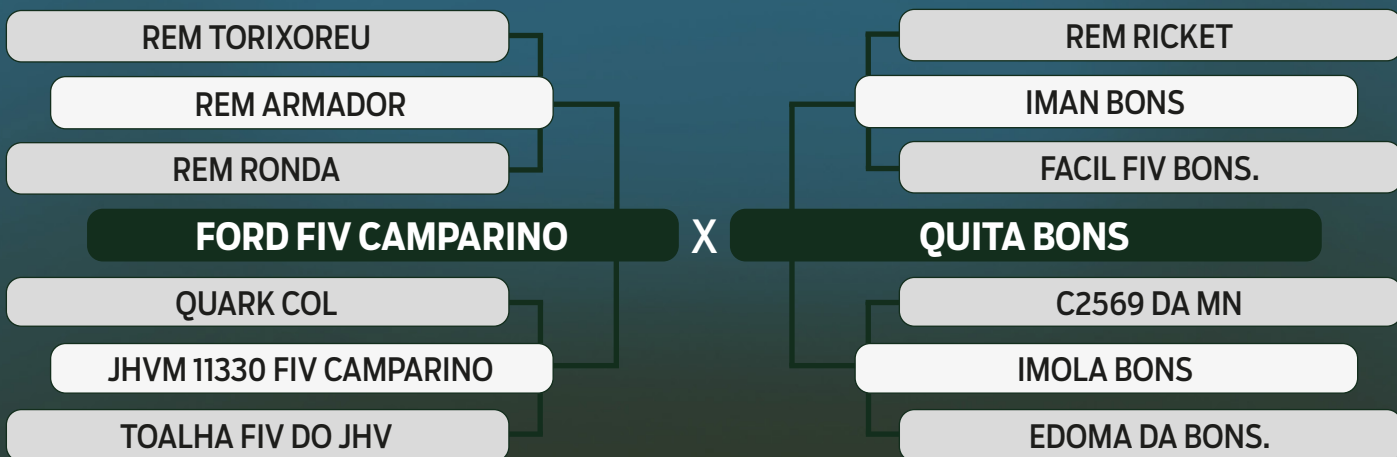 REM TORIXOREU
REM ARMADOR
REM RONDA
FORD FIV CAMPARINO
QUARK COL
JHVM 11330 FIV CAMPARINO
TOALHA FIV DO JHV
X
REM RICKET
IMAN BONS
FACIL FIV BONS.
QUITA BONS
C2569 DA MN
IMOLA BONS
EDOMA DA BONS.